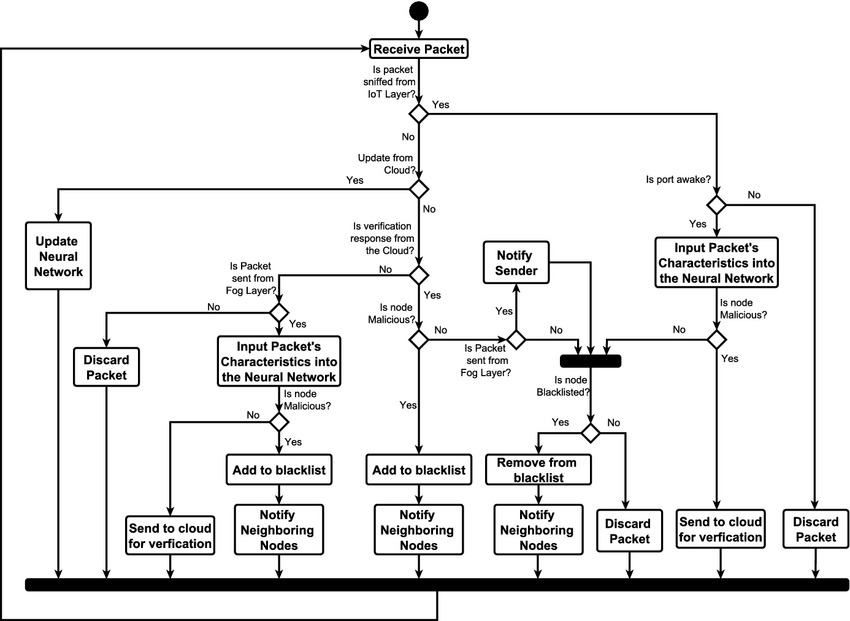 Receive Packet
Is packet
sniffed from
IoT Layer?
Yes
No
Update from
Cloud?
Yes
No
Is port awake?
No
Yes
Update
Neural
Network
Is verification
response from
the Cloud?
No
Yes
Notify
Sender
Input Packet's
Characteristics into
the Neural Network
Is Packet
sent from
Fog Layer?
No
Yes
Is node
Malicious?
No
Yes
Is Packet
sent from
Fog Layer?
Yes
No
Is node
Malicious?
No
Yes
Discard
Packet
Input Packet's
Characteristics into
the Neural Network
Is node
Malicious?
No
Yes
Is node
Blacklisted?
Yes
No
Add to blacklist
Add to blacklist
Remove from
blacklist
Send to cloud
for verfication
Notify
Neighboring
Nodes
Notify
Neighboring
Nodes
Notify
Neighboring
Nodes
Discard
Packet
Send to cloud
for verfication
Discard
Packet